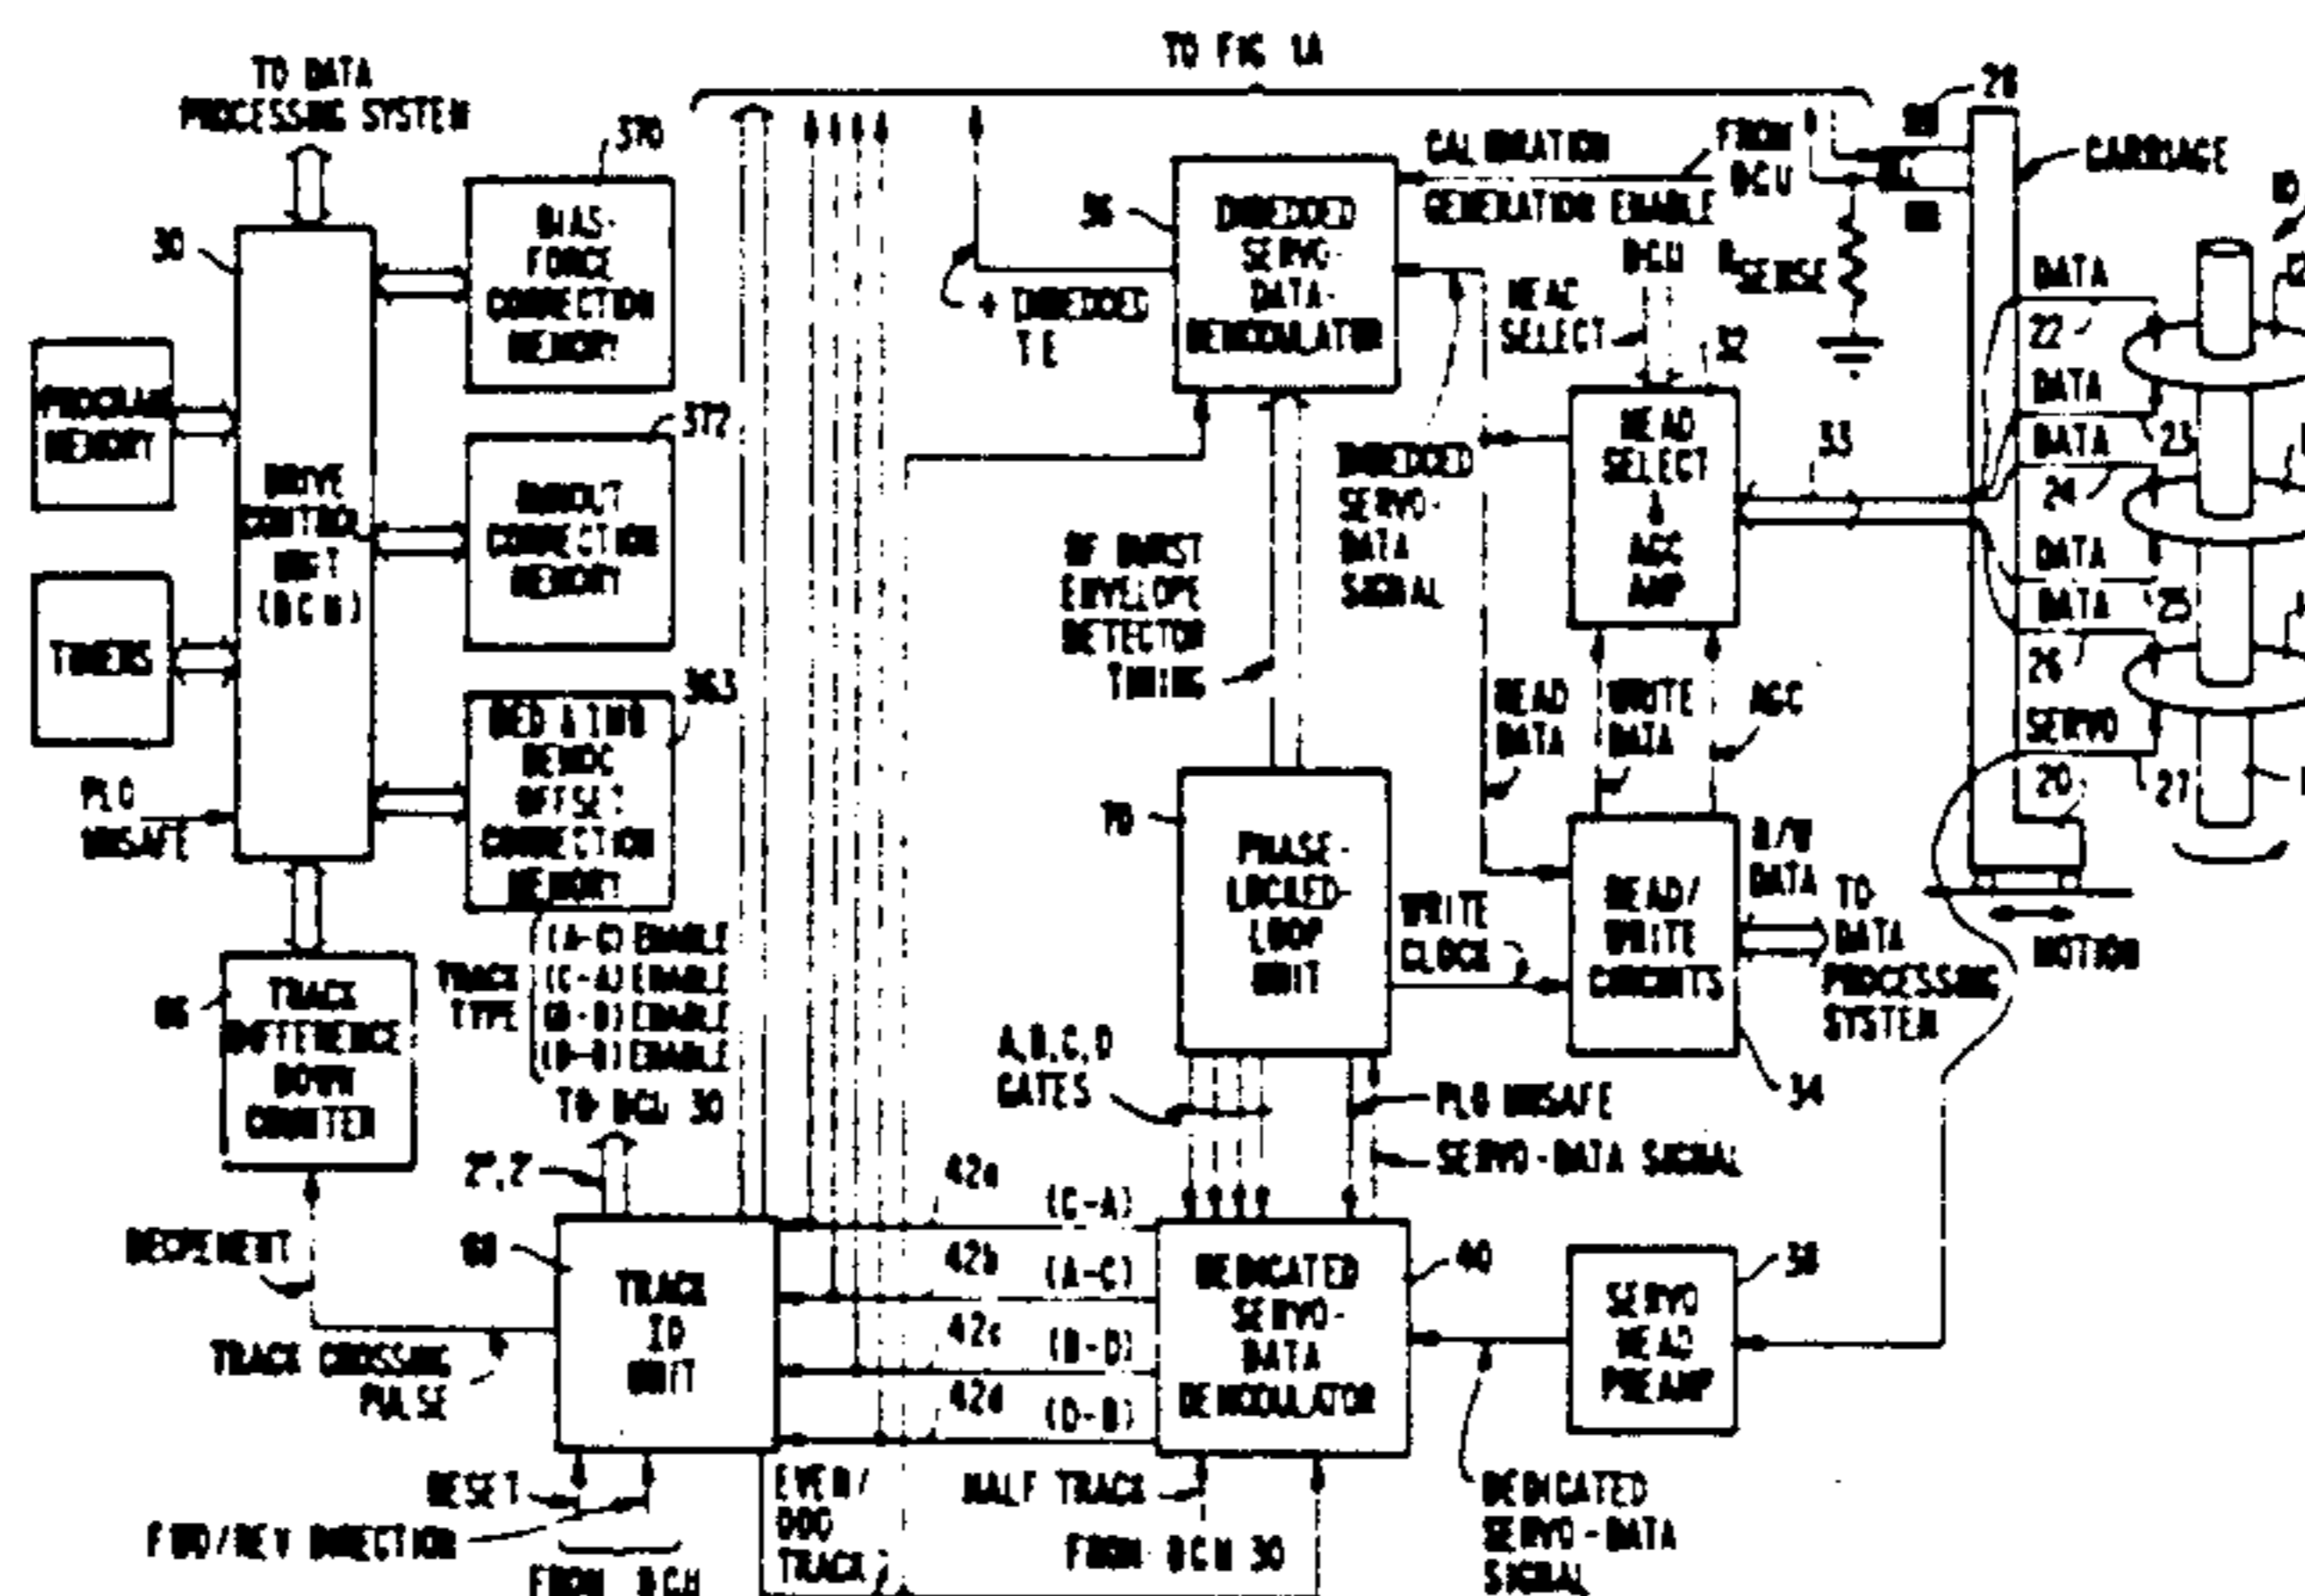 TO FIG 1A
TO DATA
PROCESSING SYSTEM
370
BIAS-
FORCE
CORRECTION
MEMORY
30
PROGRAM
MEMORY
DRIVE
CONTROL
UNIT
(DCU)
372
RUNOUT
CORRECTION
MEMORY
TIMERS
363
OFFSET
CORRECTION
MEMORY
PLO
UNSAFE
TRACK
TYPE
(A-C) ENABLE
(C-A) ENABLE
(B-D) ENABLE
(D-B) ENABLE
TO DCU 30
TRACK
DIFFERENCE
DOWN
COUNTER
DECREMENT
TRACK CROSSING
PULSE
TRACK
ID
UNIT
RESET
FWD/REV DIRECTION
FROM DCU
EVEN/
ODD
TRACK
+ EMBEDDED
TE
36
EMBEDDED
SERVO-
DATA-
DEMODULATOR
CALIBRATION
GENERATION ENABLE
FROM
DCU
DCU
HEAD
SELECT
R SENSE
28
CARRIAGE
10
32
HEAD
SELECT
&
AGC
AMP
33
DATA
22
DATA
23
DATA
24
DATA
25
DATA
26
SERVO
27
20
MOTION
EMBEDDED
SERVO-
DATA
SIGNAL
RF BURST
ENVELOPE
DETECTOR
TIMING
READ
DATA
WRITE
DATA
AGC
70
PHASE-
LOCKED-
LOOP
UNIT
WRITE
CLOCK
READ/
WRITE
CIRCUITS
34
R/W
DATA
TO
DATA
PROCESSING
SYSTEM
A,B,C,D
GATES
PLO UNSAFE
SERVO-DATA SIGNAL
42a
(C-A)
42b
(A-C)
42c
(B-D)
42d
(D-B)
DEDICATED
SERVO-
DATA
DEMODULATOR
40
SERVO
HEAD
PREAMP
38
HALF TRACK
FROM DCU 30
DEDICATED
SERVO-DATA
SIGNAL